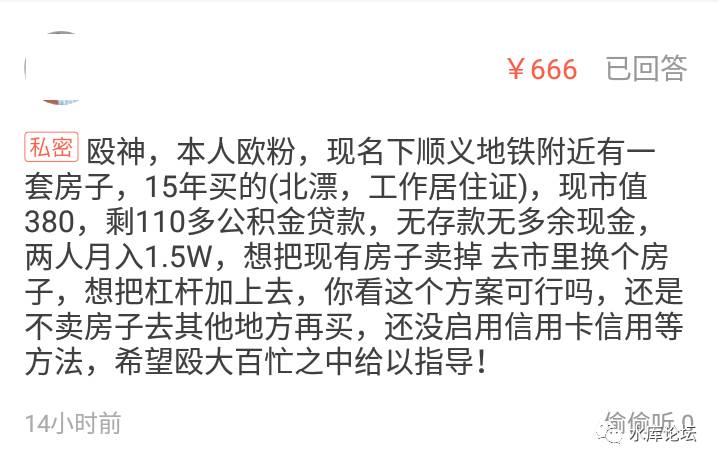 ￥666 已回答
私密 殴神，本人欧粉，现名下顺义地铁附近有一
套房子，15年买的(北漂，工作居住证)，现市值
380，剩110多公积金贷款，无存款无多余现金，
两人月入1.5W，想把现有房子卖掉 去市里换个房
子，想把杠杆加上去，你看这个方案可行吗，还是
不卖房子去其他地方再买，还没启用信用卡信用等
方法，希望殴大百忙之中给以指导！
14小时前 偷偷听 0
水库论坛